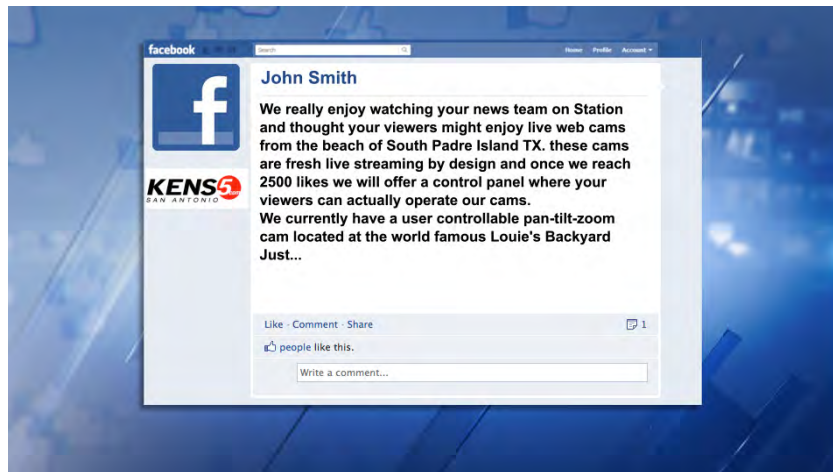 facebook
Search
Home Profile Account
f
John Smith
We really enjoy watching your news team on Station
and thought your viewers might enjoy live web cams
from the beach of South Padre Island TX. these cams
are fresh live streaming by design and once we reach
2500 likes we will offer a control panel where your
viewers can actually operate our cams.
We currently have a user controllable pan-tilt-zoom
cam located at the world famous Louie's Backyard
Just...
KENS 5
SAN ANTONIO
Like · Comment · Share
1
people like this.
Write a comment...